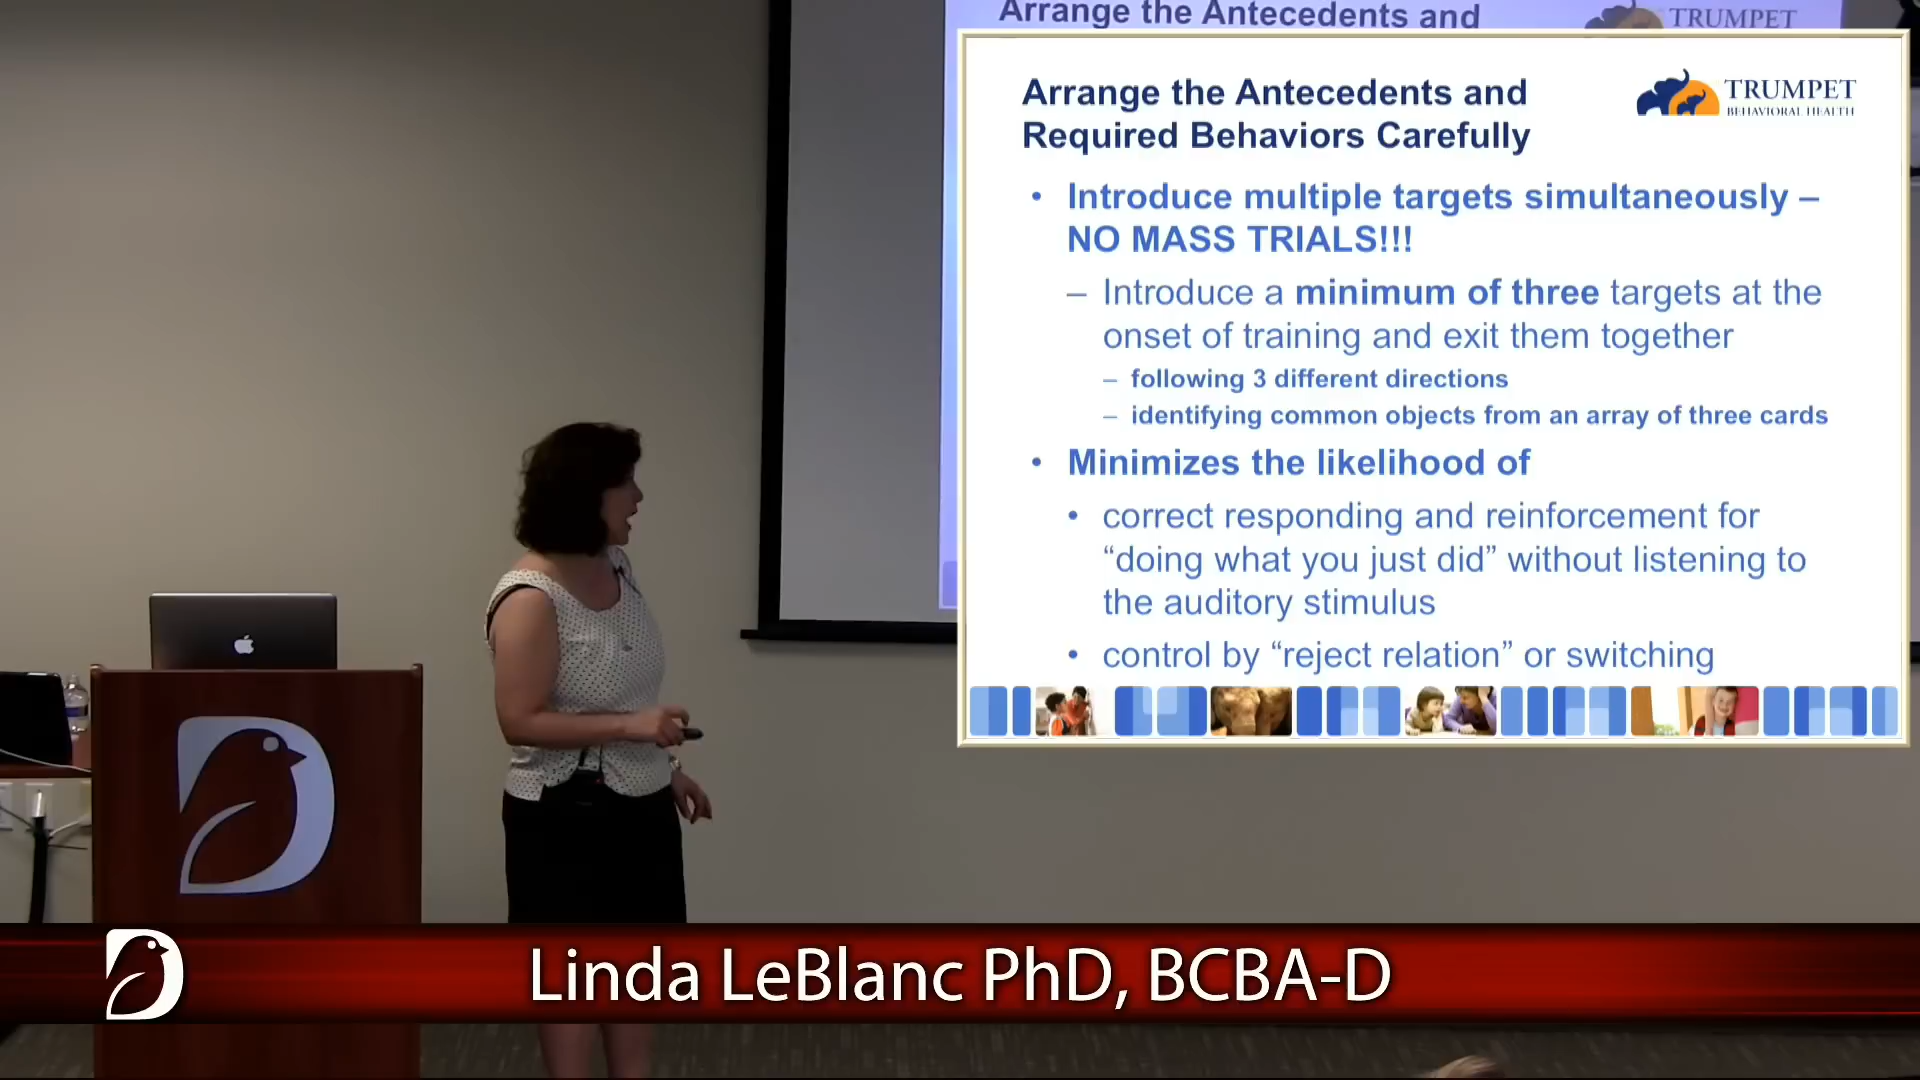 Arrange the Antecedents and
TRUMPET
Arrange the Antecedents and
Required Behaviors Carefully
TRUMPET
BEHAVIORAL HEALTH
• Introduce multiple targets simultaneously –
NO MASS TRIALS!!!
– Introduce a minimum of three targets at the
onset of training and exit them together
– following 3 different directions
– identifying common objects from an array of three cards
• Minimizes the likelihood of
• correct responding and reinforcement for
“doing what you just did” without listening to
the auditory stimulus
• control by “reject relation” or switching
Linda LeBlanc PhD, BCBA-D